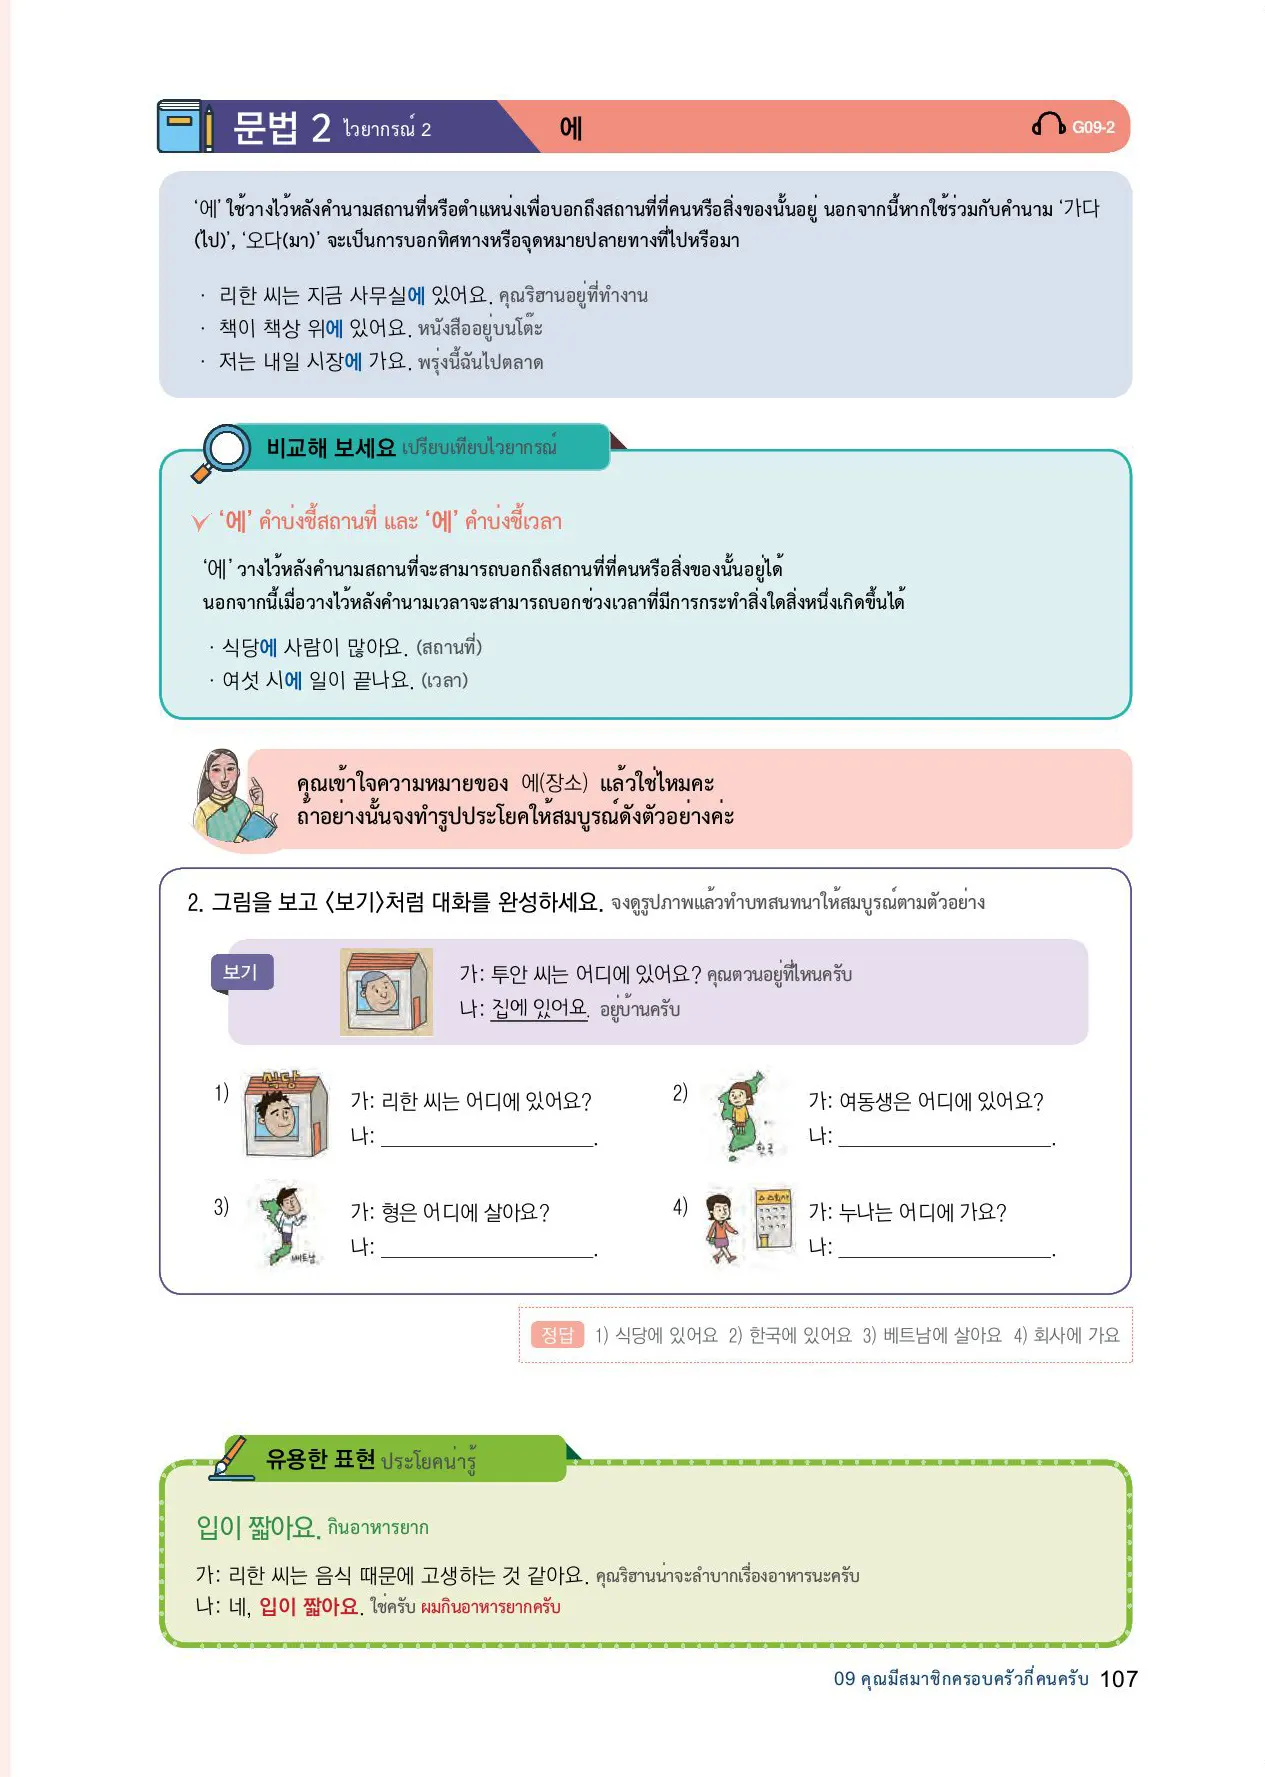 문법 2 ไวยากรณ์ 2 에 G09-2
‘에’ ใช้วางไว้หลังคำนามสถานที่หรือตำแหน่งเพื่อบอกถึงสถานที่ที่คนหรือสิ่งของนั้นอยู่ นอกจากนี้หากใช้ร่วมกับคำนาม ‘가다
(ไป)’, ‘오다(มา)’ จะเป็นการบอกทิศทางหรือจุดหมายปลายทางที่ไปหรือมา
· 리한 씨는 지금 사무실에 있어요. คุณริฮานอยู่ที่ทำงาน
· 책이 책상 위에 있어요. หนังสืออยู่บนโต๊ะ
· 저는 내일 시장에 가요. พรุ่งนี้ฉันไปตลาด
비교해 보세요 เปรียบเทียบไวยากรณ์
‘에’ คำบ่งชี้สถานที่ และ ‘에’ คำบ่งชี้เวลา
‘에’ วางไว้หลังคำนามสถานที่จะสามารถบอกถึงสถานที่ที่คนหรือสิ่งของนั้นอยู่ได้
นอกจากนี้เมื่อวางไว้หลังคำนามเวลาจะสามารถบอกช่วงเวลาที่มีการกระทำสิ่งใดสิ่งหนึ่งเกิดขึ้นได้
· 식당에 사람이 많아요. (สถานที่)
· 여섯 시에 일이 끝나요. (เวลา)
คุณเข้าใจความหมายของ 에(장소) แล้วใช่ไหมคะ
ถ้าอย่างนั้นจงทำรูปประโยคให้สมบูรณ์ดังตัวอย่างค่ะ
2. 그림을 보고 〈보기〉처럼 대화를 완성하세요. จงดูรูปภาพแล้วทำบทสนทนาให้สมบูรณ์ตามตัวอย่าง
보기
가: 투안 씨는 어디에 있어요? คุณตวนอยู่ที่ไหนครับ
나: 집에 있어요. อยู่บ้านครับ
1) 식당 가: 리한 씨는 어디에 있어요?
나: ____________________.
2) 한국 가: 여동생은 어디에 있어요?
나: ____________________.
3) 베트남 가: 형은 어디에 살아요?
나: ____________________.
4) 스스회사 가: 누나는 어디에 가요?
나: ____________________.
정답 1) 식당에 있어요 2) 한국에 있어요 3) 베트남에 살아요 4) 회사에 가요
유용한 표현 ประโยคน่ารู้
입이 짧아요. กินอาหารยาก
가: 리한 씨는 음식 때문에 고생하는 것 같아요. คุณริฮานน่าจะลำบากเรื่องอาหารนะครับ
나: 네, 입이 짧아요. ใช่ครับ ผมกินอาหารยากครับ
09 คุณมีสมาชิกครอบครัวกี่คนครับ 107